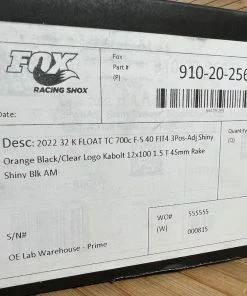 FOX
RACING SHOX
Fox
Part #
(P)
910-20-256
Date:
Desc: 2022 32 K FLOAT TC 700c F-S 40 FIT4 3Pos-Adj Shiny
Orange Black/Clear Logo Kabolt 12x100 1.5 T 45mm Rake
Shiny Blk AM
Quantity
(Q)
S/N#
WO#
(W)
555555
000815
OE Lab Warehouse - Prime